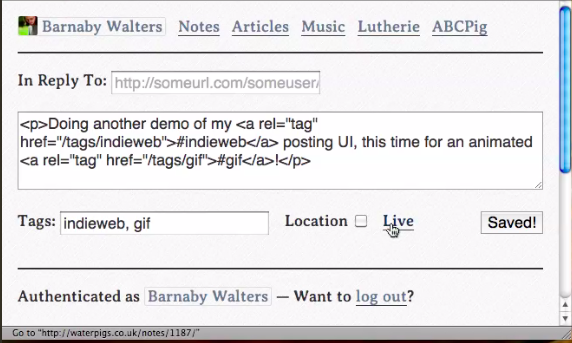 Barnaby Walters Notes Articles Music Lutherie ABCPig
In Reply To: http://someurl.com/someuser/
<p>Doing another demo of my <a rel="tag"
href="/tags/indieweb">#indieweb</a> posting UI, this time for an animated
<a rel="tag" href="/tags/gif">#gif</a>!</p>
Tags: indieweb, gif Location Live Saved!
Authenticated as Barnaby Walters — Want to log out?
Go to "http://waterpigs.co.uk/notes/1187/"